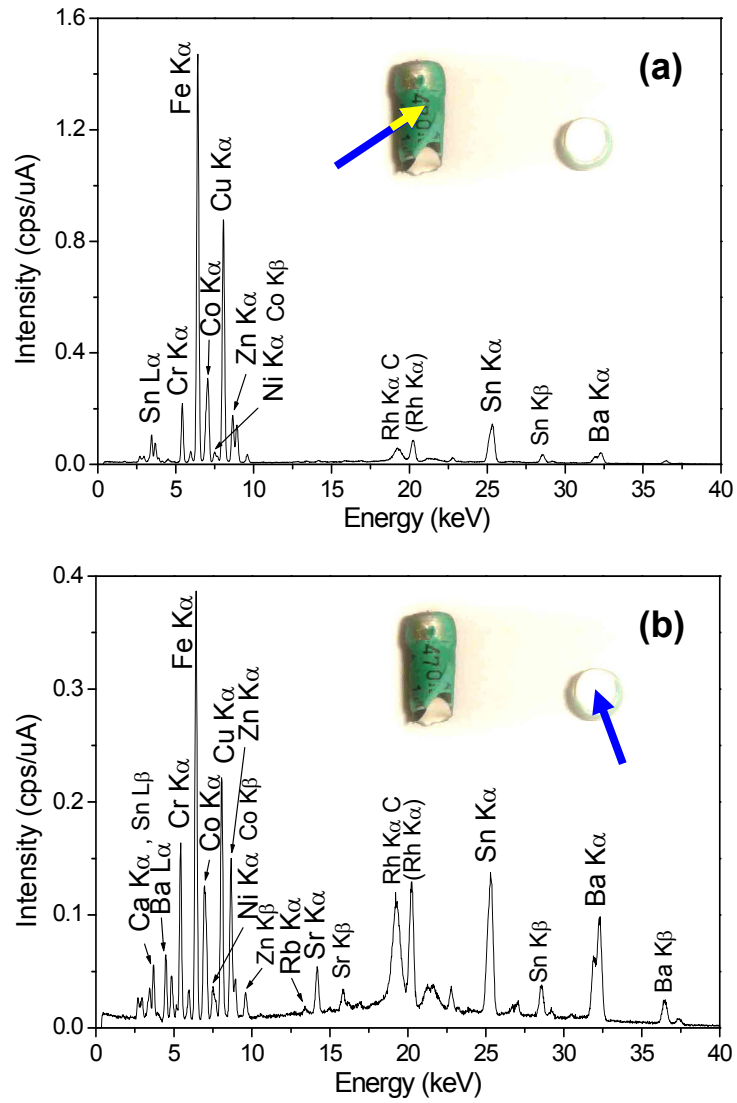 (a)
1.6
1.2
0.8
0.4
0.0
Intensity (cps/uA)
Sn Lα
Cr Kα
Fe Kα
Co Kα
Cu Kα
Zn Kα
Ni Kα Co Kβ
Rh Kα C
(Rh Kα)
Sn Kα
Sn Kβ
Ba Kα
0 5 10 15 20 25 30 35 40
Energy (keV)
(b)
470
0.4
0.3
0.2
0.1
0.0
Intensity (cps/uA)
Ca Kα , Sn Lβ
Ba Lα
Cr Kα
Fe Kα
Co Kα
Cu Kα
Zn Kα
Ni Kα Co Kβ
Zn Kβ
Rb Kα
Sr Kα
Sr Kβ
Rh Kα C
(Rh Kα)
Sn Kα
Sn Kβ
Ba Kα
Ba Kβ
0 5 10 15 20 25 30 35 40
Energy (keV)